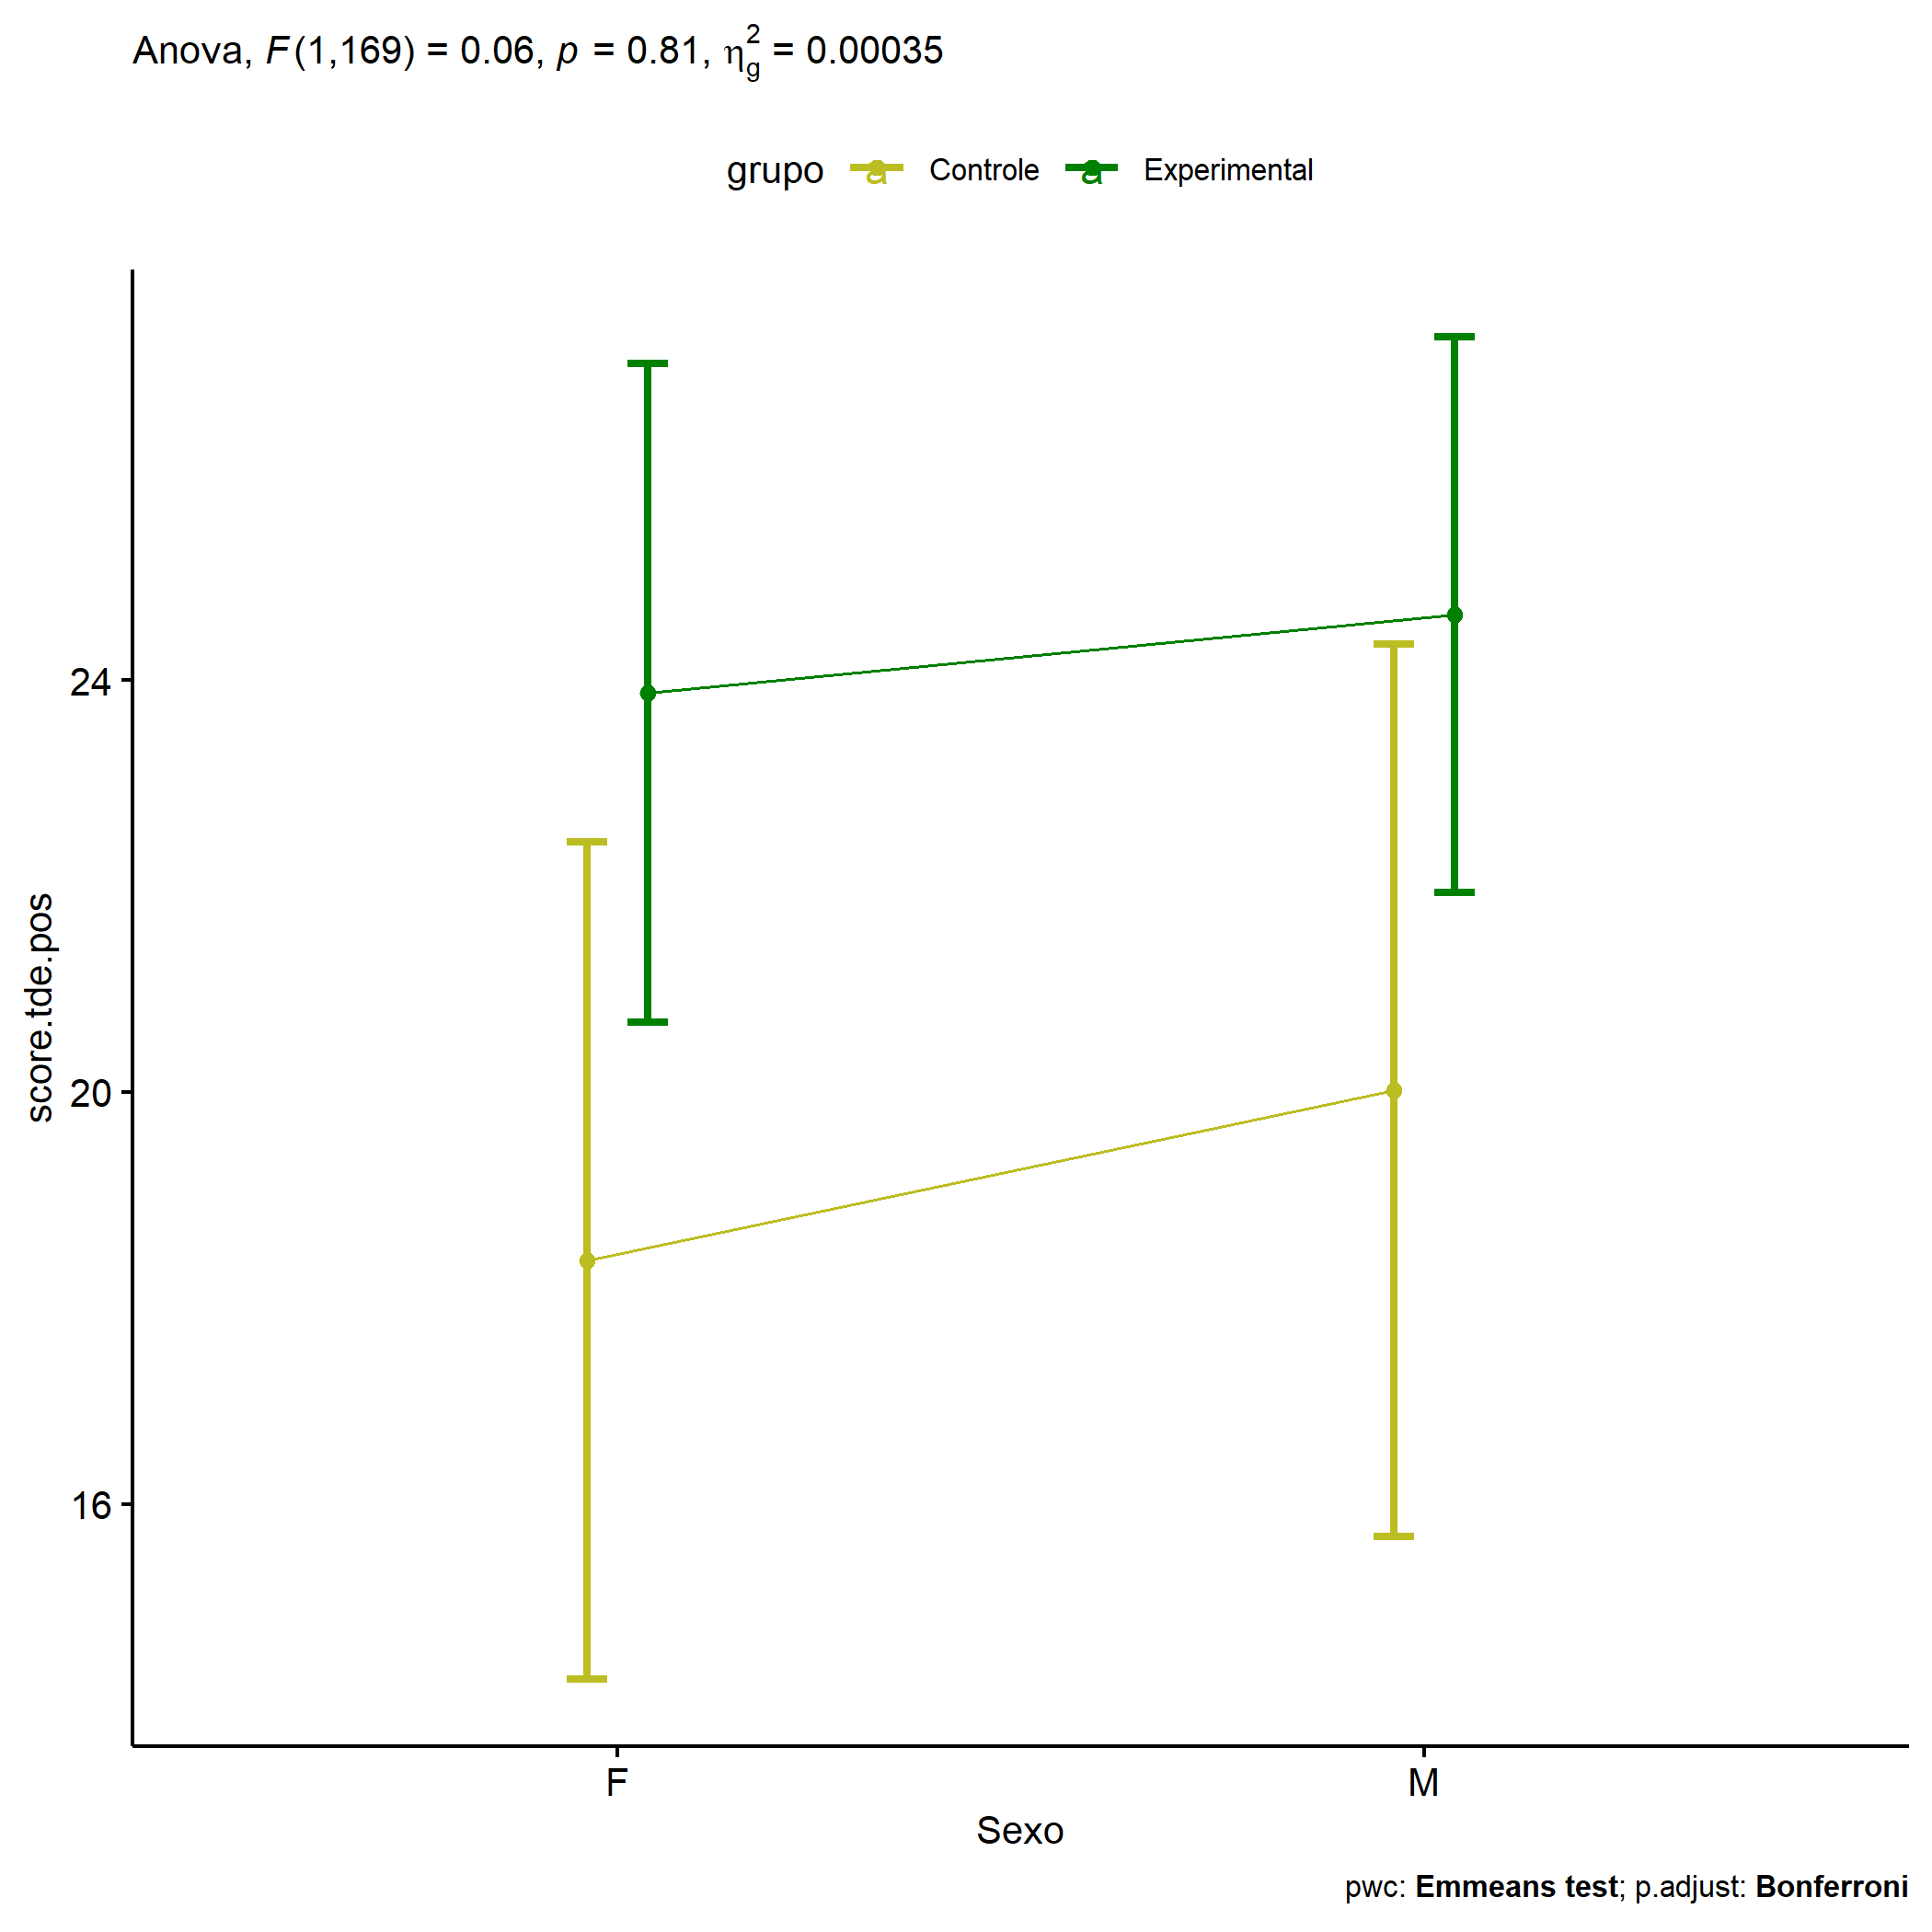 Anova, F(1,169) = 0.06, p = 0.81, η²g = 0.00035
grupo a Controle a Experimental
24
20
16
score.tde.pos
F M
Sexo
pwc: Emmeans test; p.adjust: Bonferroni